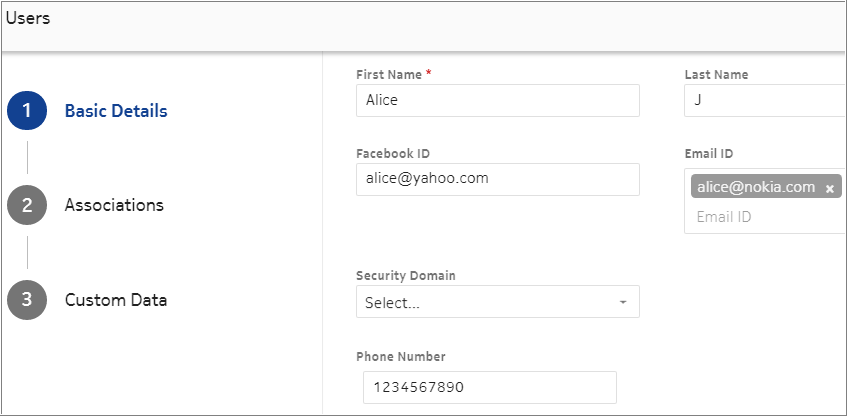 Users
1 Basic Details
2 Associations
3 Custom Data
First Name * Last Name
Alice J
Facebook ID Email ID
alice@yahoo.com alice@nokia.com ×
Email ID
Security Domain
Select...
Phone Number
1234567890